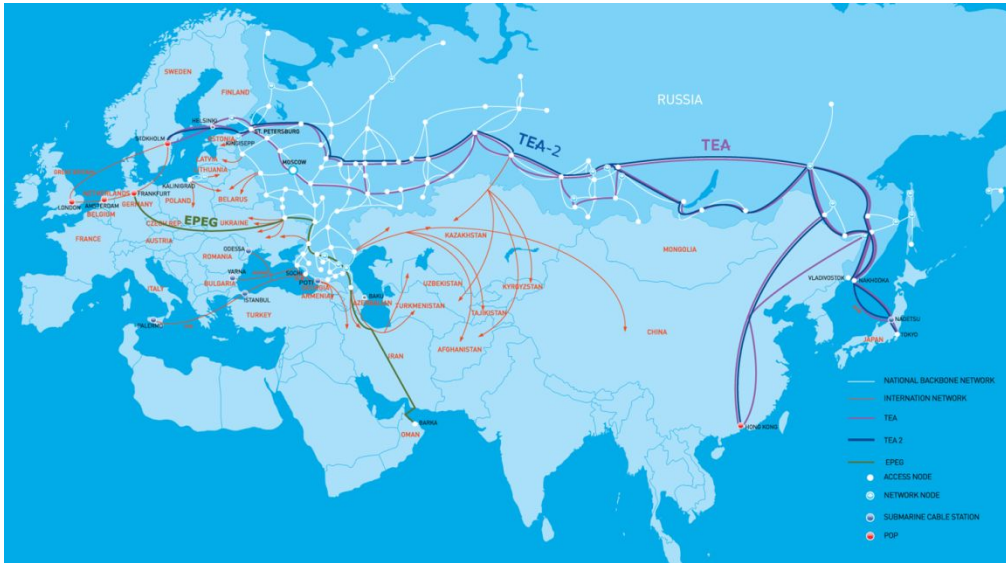 SWEDEN
FINLAND
RUSSIA
HELSINKI
ST. PETERSBURG
STOKHOLM
ESTONIA
KINGISEPP
TEA-2
TEA
LATVIA
MOSCOW
LITHUANIA
KALININGRAD
LONDON
NETHERLANDS
AMSTERDAM
FRANKFURT
GERMANY
POLAND
BELARUS
BELGIUM
EPEG
CZECH REP.
UKRAINE
FRANCE
AUSTRIA
KAZAKHSTAN
MONGOLIA
ROMANIA
ODESSA
VARNA
SOCHI
POTI
BULGARIA
ITALY
ISTANBUL
ARMENIA
BAKU
UZBEKISTAN
KYRGYZSTAN
VLADIVOSTOK
NAKHODKA
TURKEY
TURKMENISTAN
TAJIKISTAN
PALERMO
CHINA
NAOETSU
TOKYO
JAPAN
AFGHANISTAN
IRAN
BARKA
OMAN
HONG KONG
NATIONAL BACKBONE NETWORK
INTERNATION NETWORK
TEA
TEA 2
EPEG
ACCESS NODE
NETWORK NODE
SUBMARINE CABLE STATION
POP